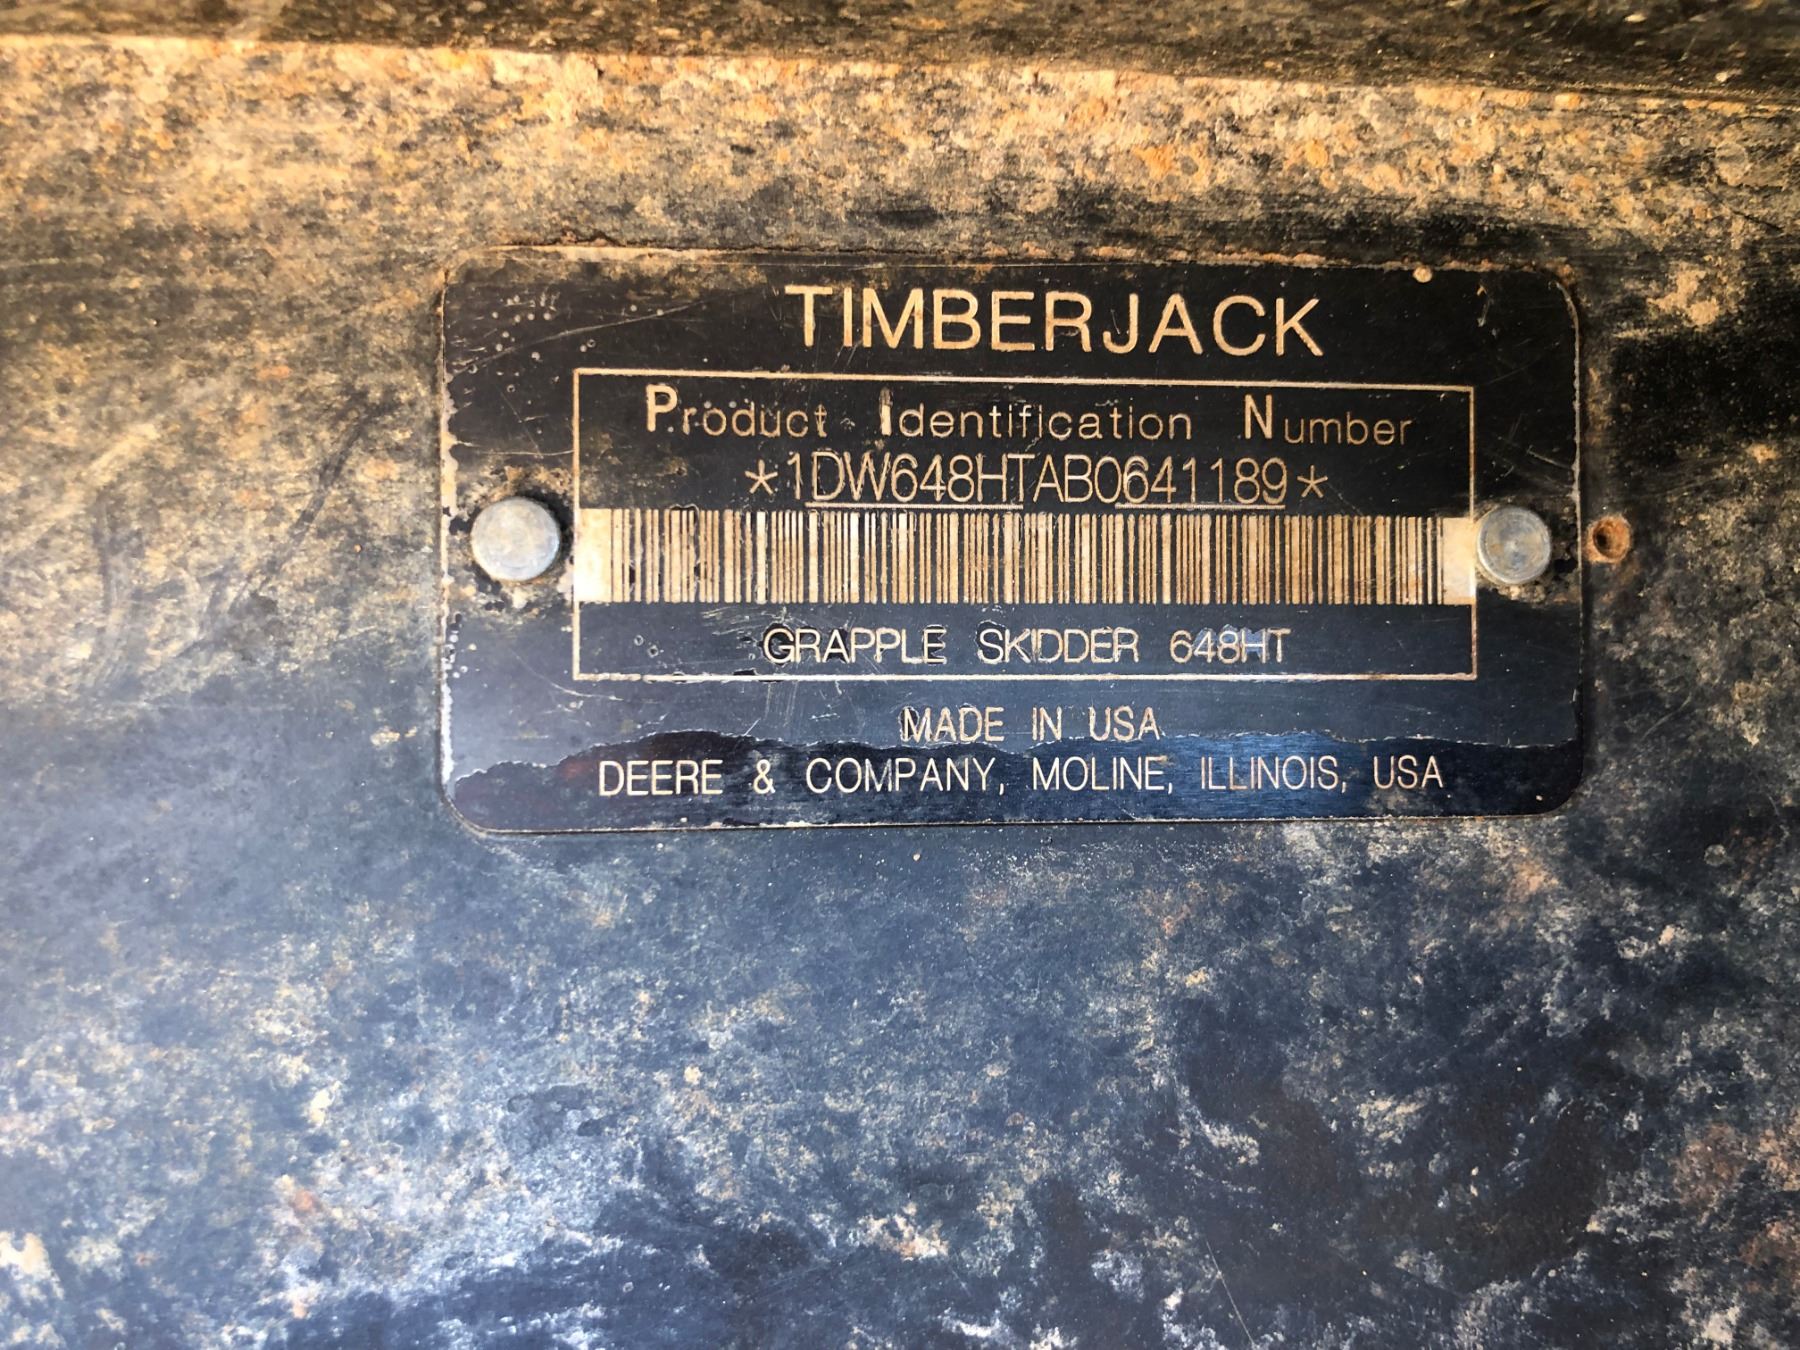 TIMBERJACK
Product Identification Number
*1DW648HTAB0641189*
GRAPPLE SKIDDER 648HT
MADE IN USA
DEERE & COMPANY, MOLINE, ILLINOIS, USA